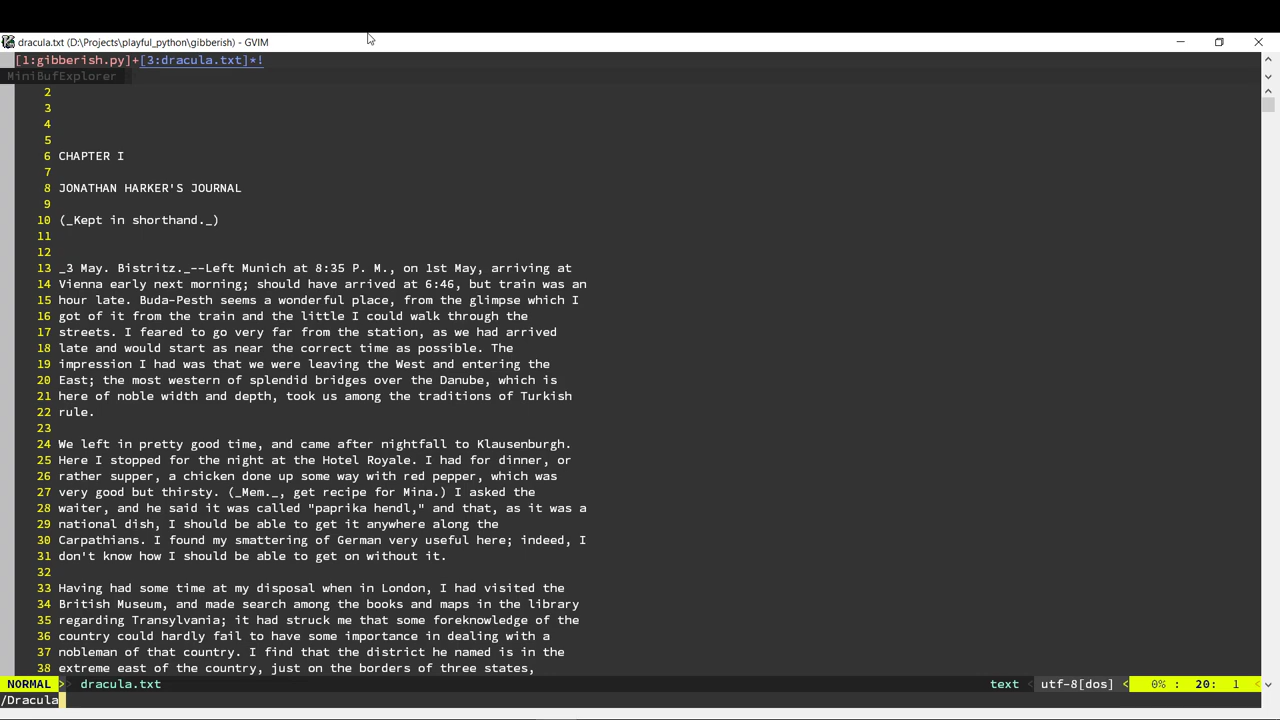 dracula.txt (D:\Projects\playful_python\gibberish) - GVIM
[1:gibberish.py]+[3:dracula.txt]*!
MiniBufExplorer
2
3
4
5
6 CHAPTER I
7
8 JONATHAN HARKER'S JOURNAL
9
10 (_Kept in shorthand._)
11
12
13 _3 May. Bistritz._--Left Munich at 8:35 P. M., on 1st May, arriving at
14 Vienna early next morning; should have arrived at 6:46, but train was an
15 hour late. Buda-Pesth seems a wonderful place, from the glimpse which I
16 got of it from the train and the little I could walk through the
17 streets. I feared to go very far from the station, as we had arrived
18 late and would start as near the correct time as possible. The
19 impression I had was that we were leaving the West and entering the
20 East; the most western of splendid bridges over the Danube, which is
21 here of noble width and depth, took us among the traditions of Turkish
22 rule.
23
24 We left in pretty good time, and came after nightfall to Klausenburgh.
25 Here I stopped for the night at the Hotel Royale. I had for dinner, or
26 rather supper, a chicken done up some way with red pepper, which was
27 very good but thirsty. (_Mem._, get recipe for Mina.) I asked the
28 waiter, and he said it was called "paprika hendl," and that, as it was a
29 national dish, I should be able to get it anywhere along the
30 Carpathians. I found my smattering of German very useful here; indeed, I
31 don't know how I should be able to get on without it.
32
33 Having had some time at my disposal when in London, I had visited the
34 British Museum, and made search among the books and maps in the library
35 regarding Transylvania; it had struck me that some foreknowledge of the
36 country could hardly fail to have some importance in dealing with a
37 nobleman of that country. I find that the district he named is in the
38 extreme east of the country, just on the borders of three states,
NORMAL > dracula.txt text < utf-8[dos] < 0% : 20: 1 <
/Dracula